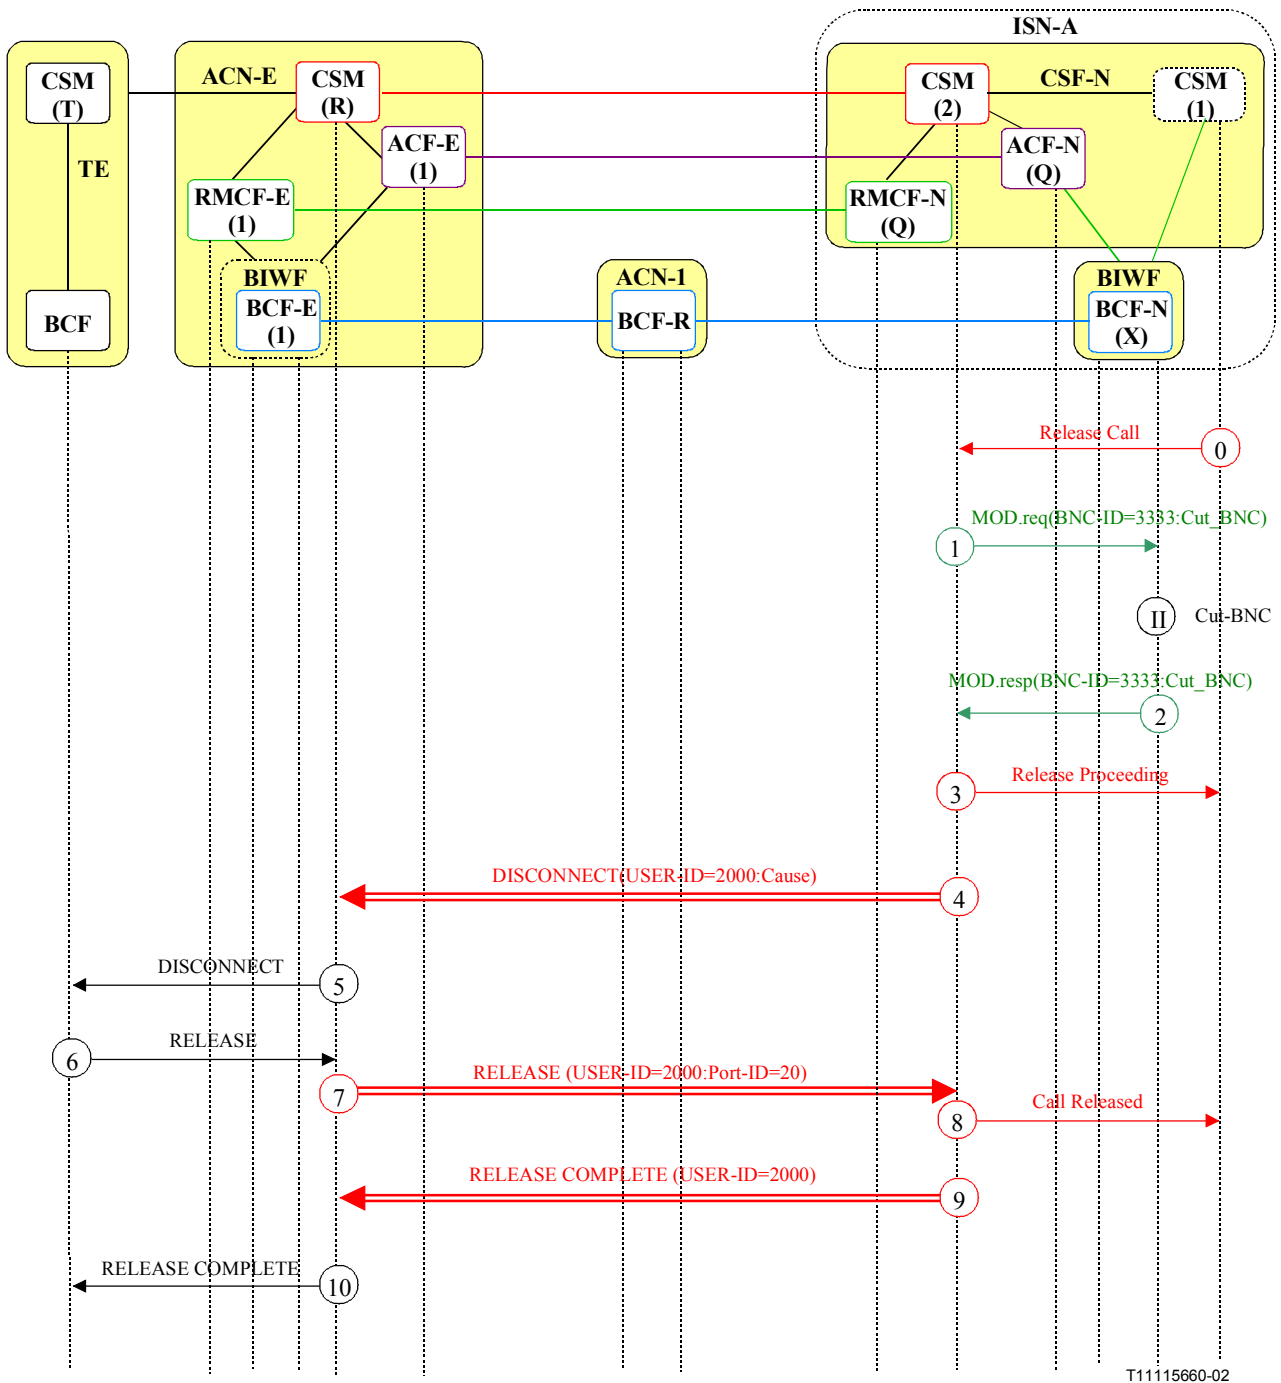 ISN-A
ACN-E
CSM
(T)
CSM
(R)
CSM
(2)
CSF-N
CSM
(1)
TE
ACF-E
(1)
ACF-N
(Q)
RMCF-E
(1)
RMCF-N
(Q)
BIWF
ACN-1
BIWF
BCF
BCF-E
(1)
BCF-R
BCF-N
(X)
Release Call
0
MOD.req(BNC-ID=3333:Cut_BNC)
1
II
Cut-BNC
MOD.resp(BNC-ID=3333:Cut_BNC)
2
Release Proceeding
3
DISCONNECT(USER-ID=2000:Cause)
4
DISCONNECT
5
RELEASE
6
RELEASE (USER-ID=2000:Port-ID=20)
7
Call Released
8
RELEASE COMPLETE (USER-ID=2000)
9
RELEASE COMPLETE
10
T11115660-02